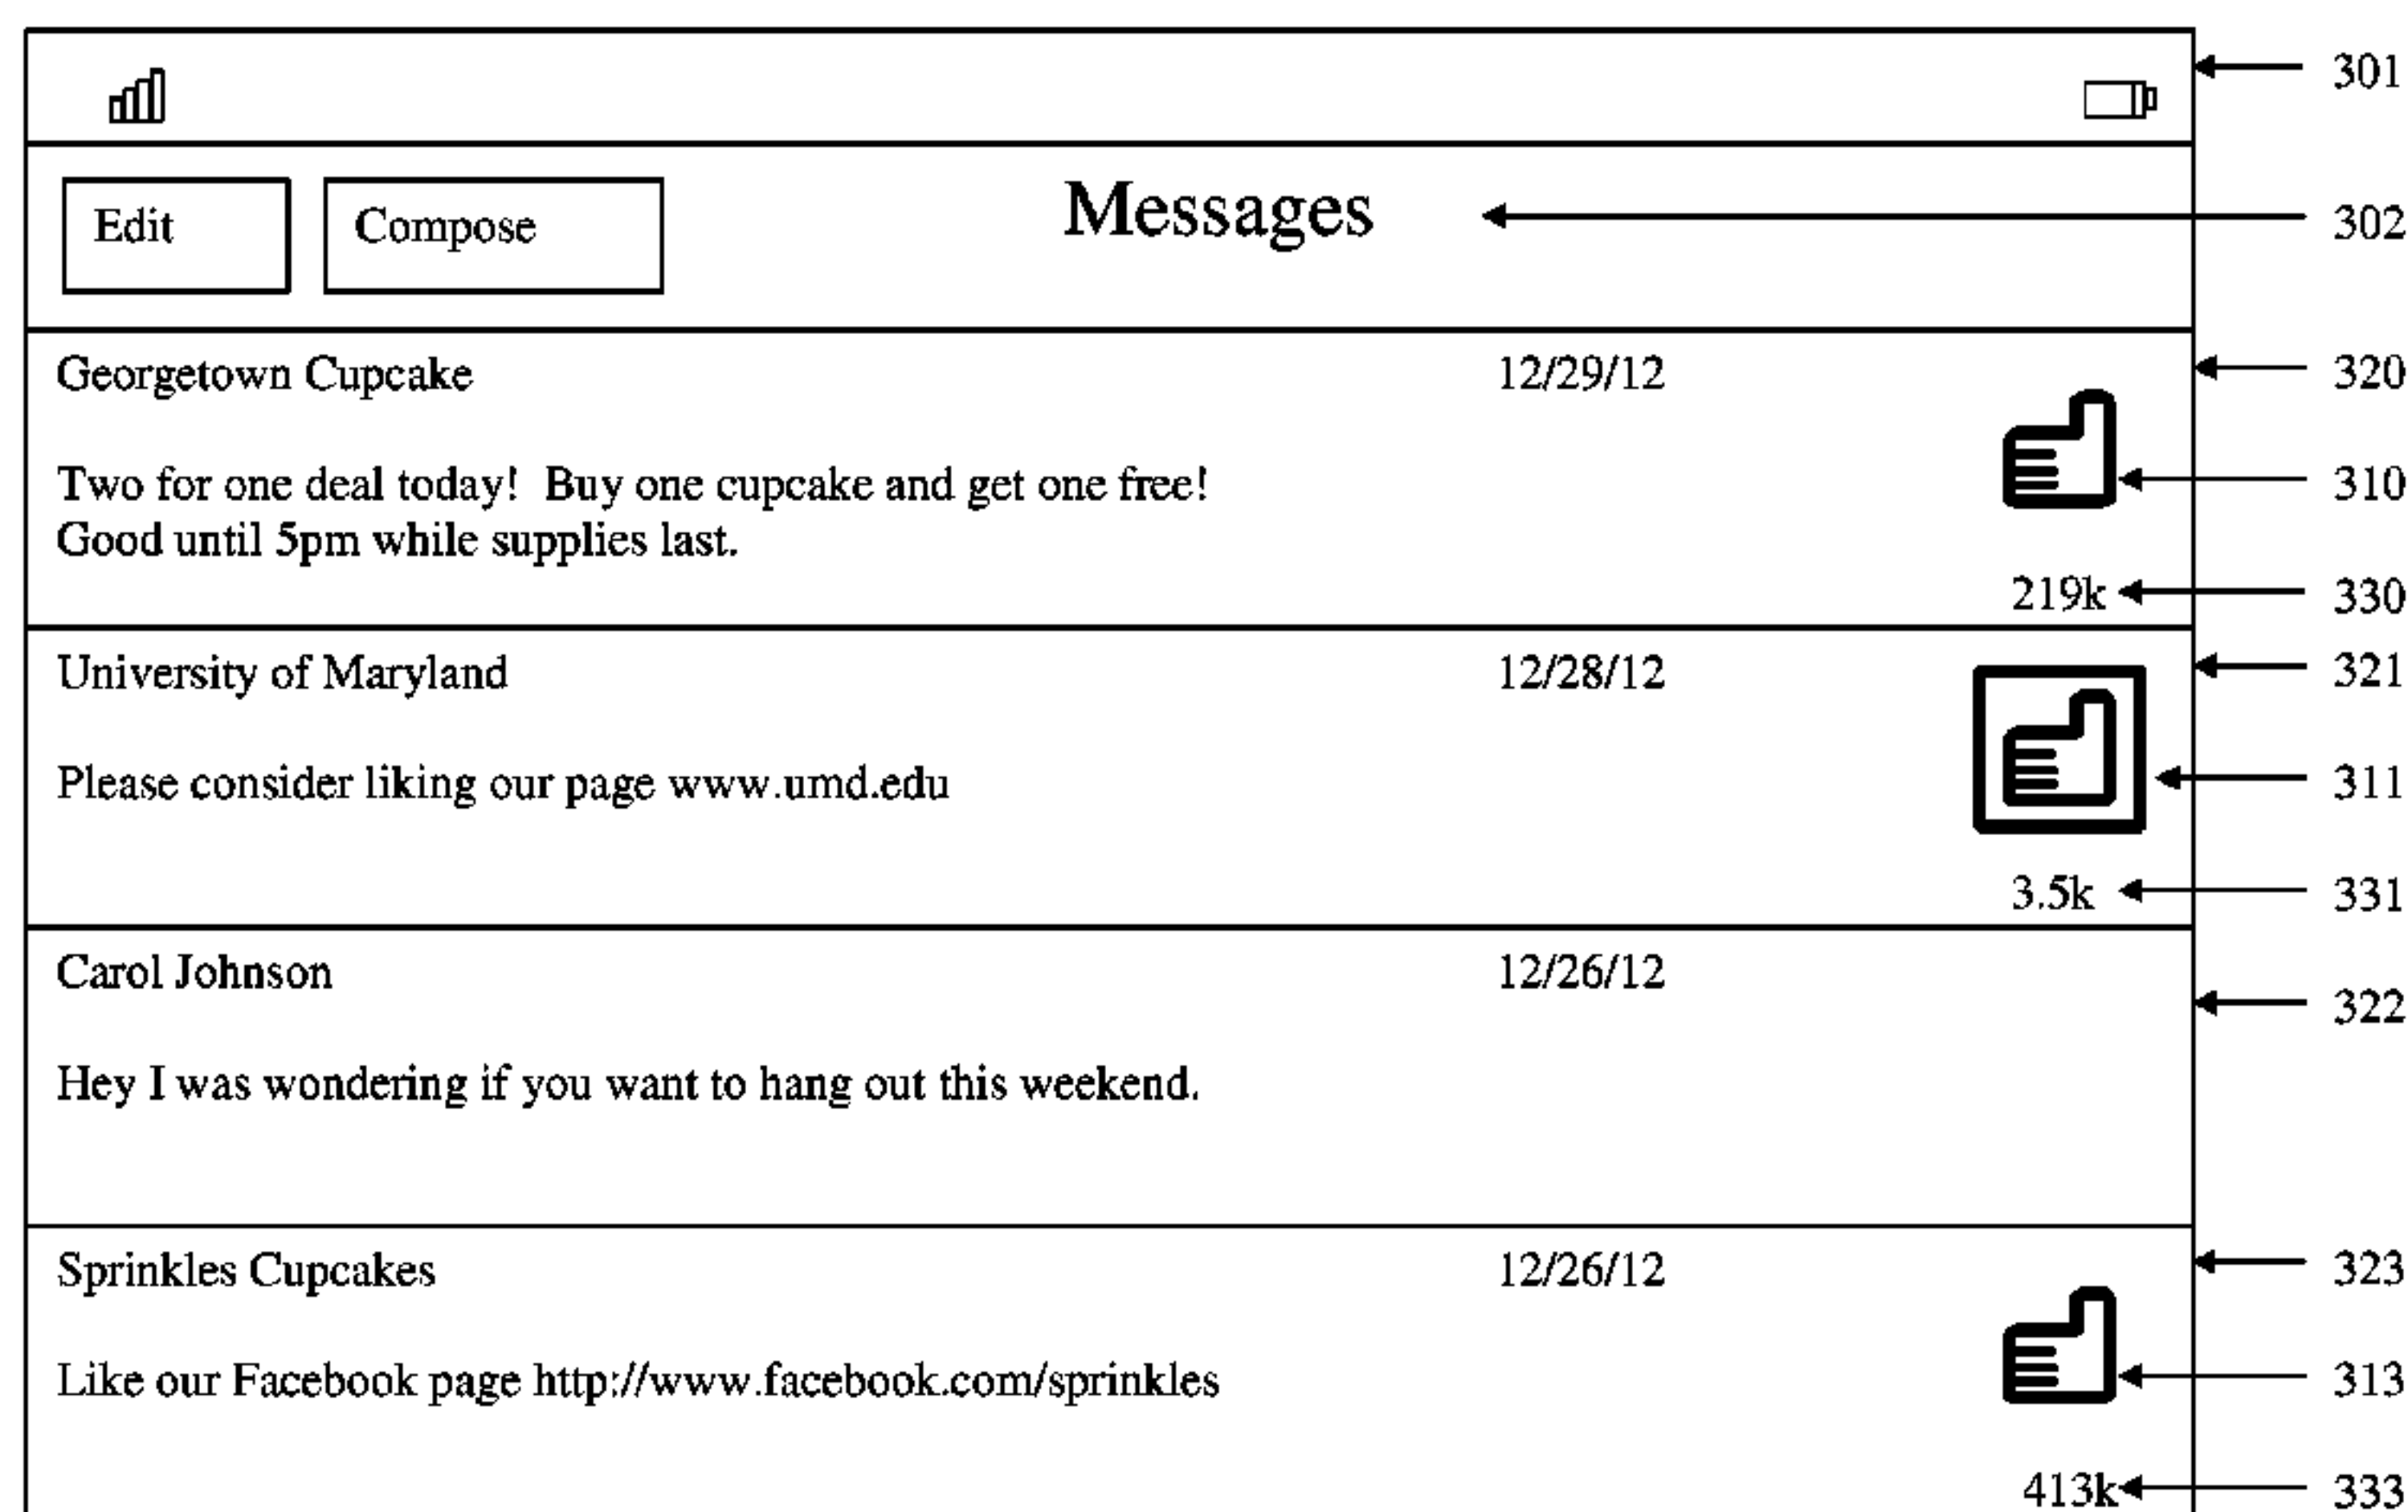 301
Edit Compose Messages 302
Georgetown Cupcake 12/29/12 320
Two for one deal today! Buy one cupcake and get one free! 310
Good until 5pm while supplies last.
219k 330
University of Maryland 12/28/12 321
Please consider liking our page www.umd.edu 311
3.5k 331
Carol Johnson 12/26/12
322
Hey I was wondering if you want to hang out this weekend.
Sprinkles Cupcakes 12/26/12 323
Like our Facebook page http://www.facebook.com/sprinkles 313
413k 333